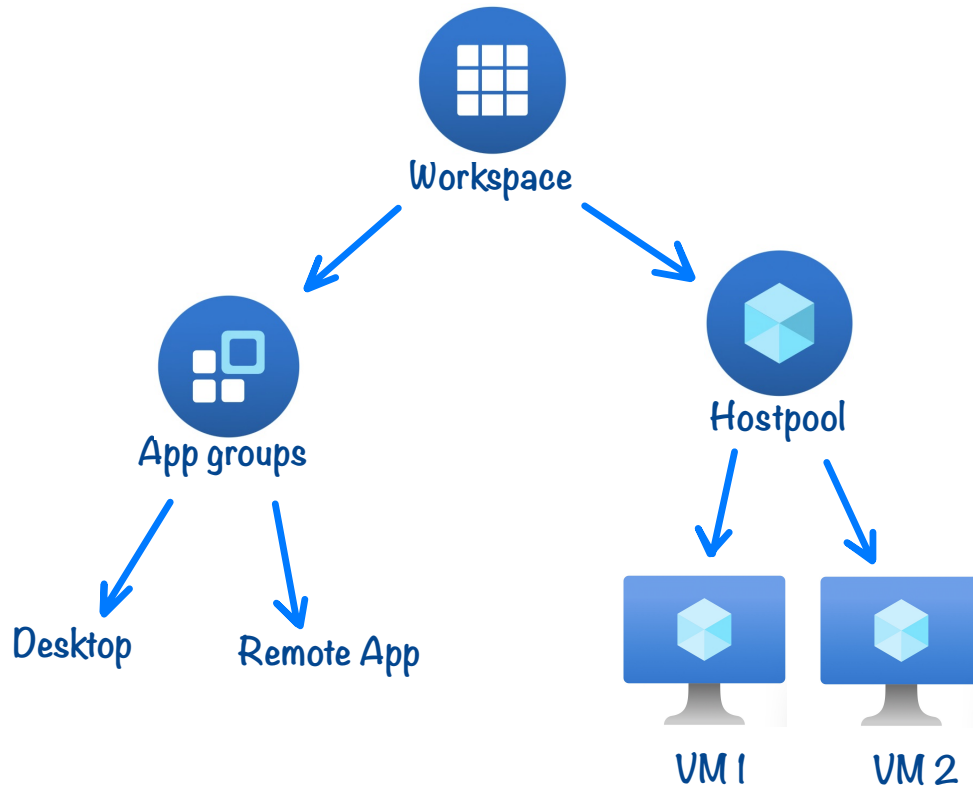 Workspace
App groups
Hostpool
Desktop
Remote App
VM 1
VM 2